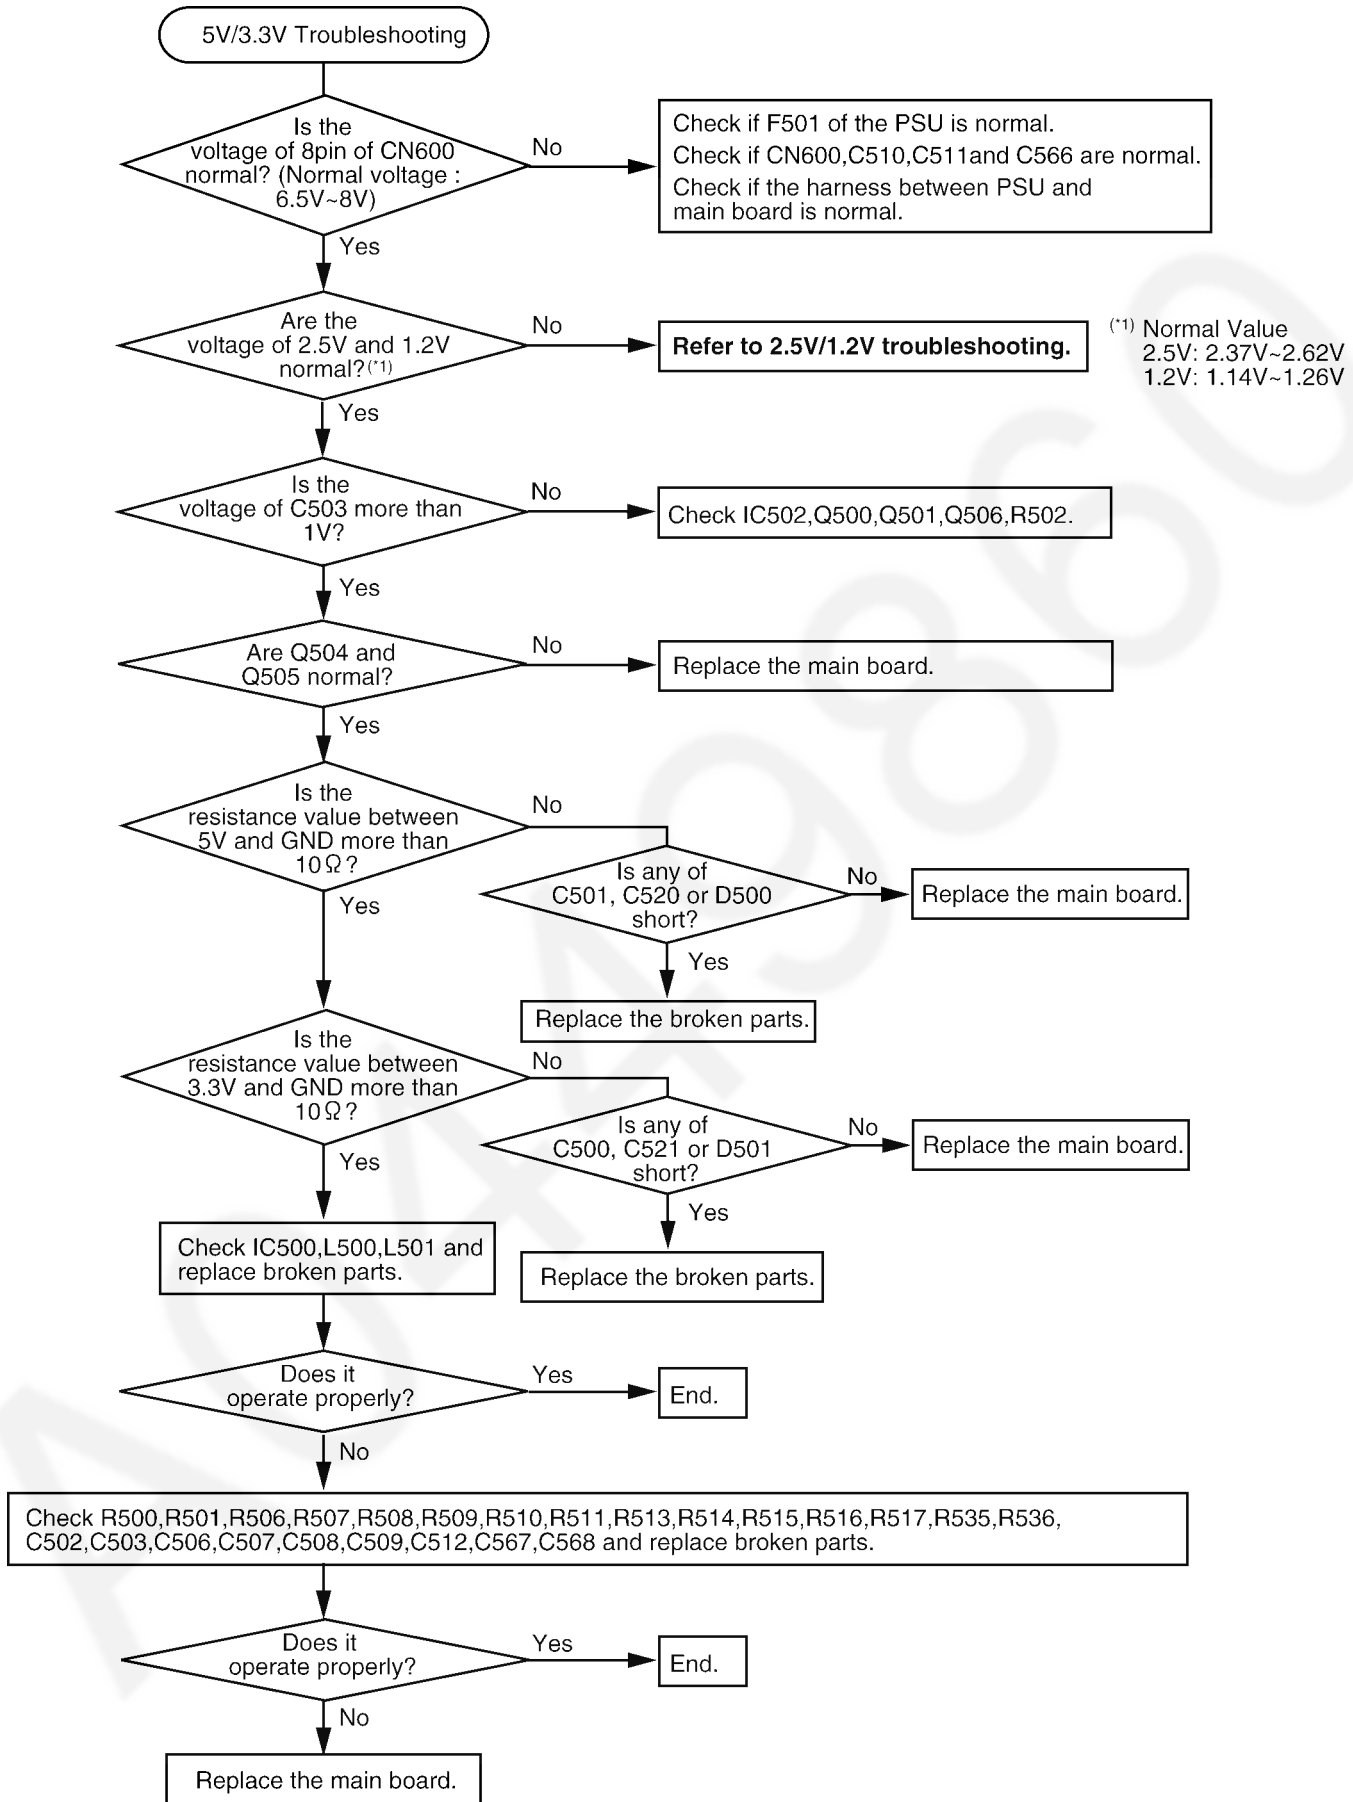 5V/3.3V Troubleshooting
Is the
voltage of 8pin of CN600
normal? (Normal voltage :
6.5V~8V)
No
Check if F501 of the PSU is normal.
Check if CN600,C510,C511and C566 are normal.
Check if the harness between PSU and
main board is normal.
Yes
Are the
voltage of 2.5V and 1.2V
normal?(*1)
No
Refer to 2.5V/1.2V troubleshooting.
(*1) Normal Value
2.5V: 2.37V~2.62V
1.2V: 1.14V~1.26V
Yes
Is the
voltage of C503 more than
1V?
No
Check IC502,Q500,Q501,Q506,R502.
Yes
Are Q504 and
Q505 normal?
No
Replace the main board.
Yes
Is the
resistance value between
5V and GND more than
10Ω?
No
Is any of
C501, C520 or D500
short?
No
Replace the main board.
Yes
Yes
Replace the broken parts.
Is the
resistance value between
3.3V and GND more than
10Ω?
No
Is any of
C500, C521 or D501
short?
No
Replace the main board.
Yes
Yes
Replace the broken parts.
Check IC500,L500,L501 and
replace broken parts.
Does it
operate properly?
Yes
End.
No
Check R500,R501,R506,R507,R508,R509,R510,R511,R513,R514,R515,R516,R517,R535,R536,
C502,C503,C506,C507,C508,C509,C512,C567,C568 and replace broken parts.
Does it
operate properly?
Yes
End.
No
Replace the main board.
A0449860